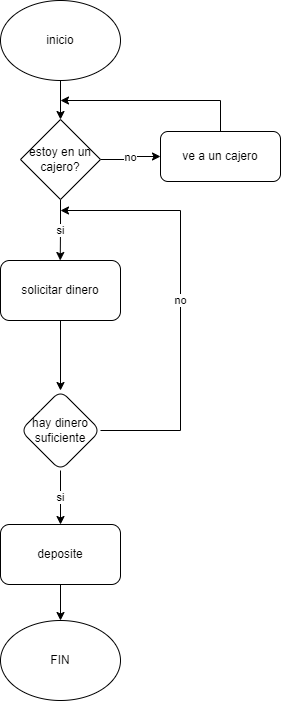 inicio
estoy en un
cajero?
no
ve a un cajero
si
solicitar dinero
no
hay dinero
suficiente
si
deposite
FIN